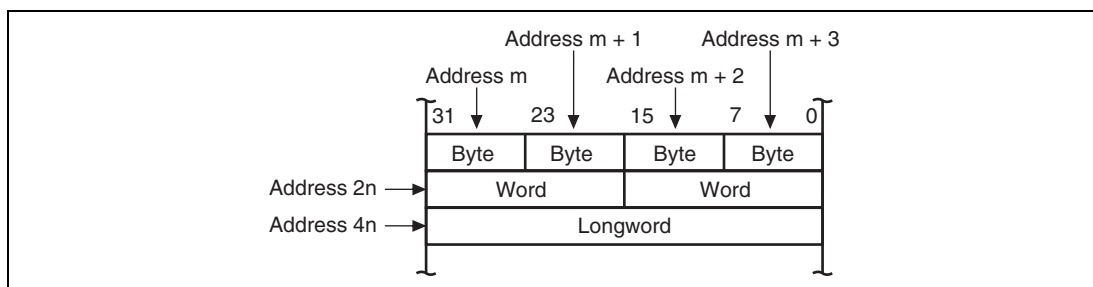 Address m + 1 Address m + 3
Address m Address m + 2
31 23 15 7 0
Byte Byte Byte Byte
Address 2n Word Word
Address 4n Longword